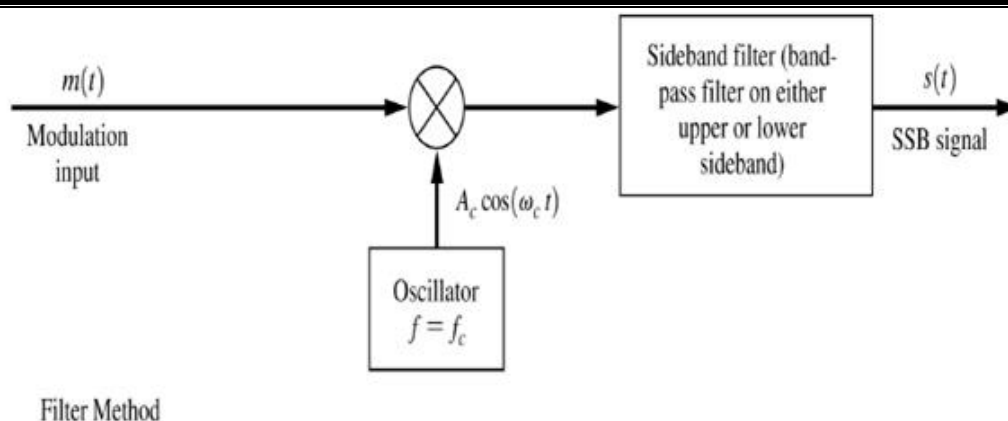 m(t)
Modulation
input
A_c cos(ω_c t)
Oscillator
f = f_c
Sideband filter (band-
pass filter on either
upper or lower
sideband)
s(t)
SSB signal
Filter Method